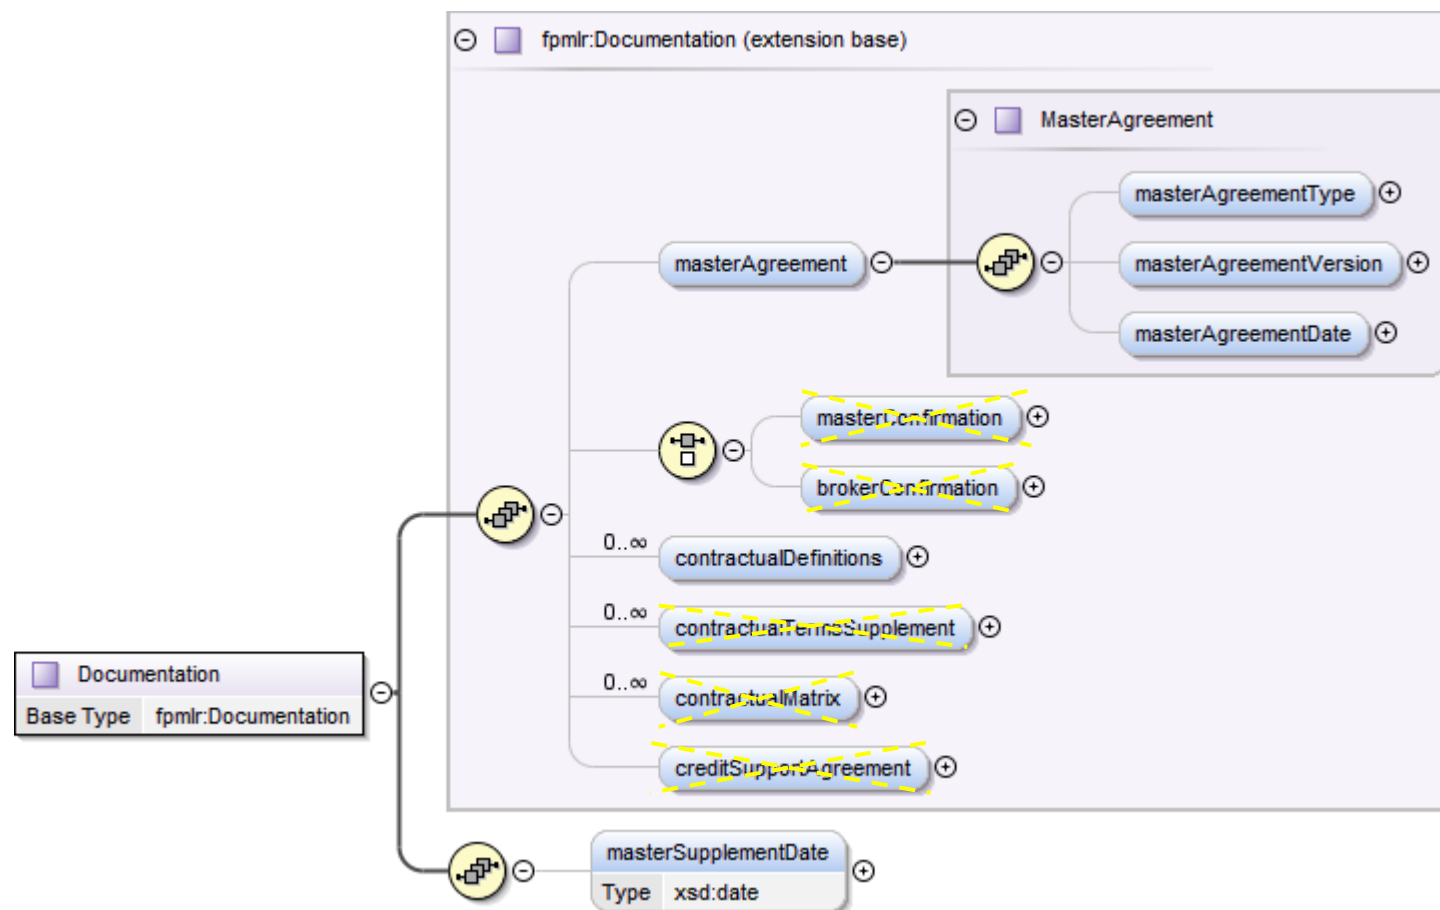 fpmlr:Documentation (extension base)
MasterAgreement
masterAgreementType
masterAgreement
masterAgreementVersion
masterAgreementDate
masterConfirmation
brokerConfirmation
0..∞
contractualDefinitions
0..∞
contractualTermsSupplement
0..∞
contractualMatrix
creditSupportAgreement
Documentation
Base Type fpmlr:Documentation
masterSupplementDate
Type xsd:date